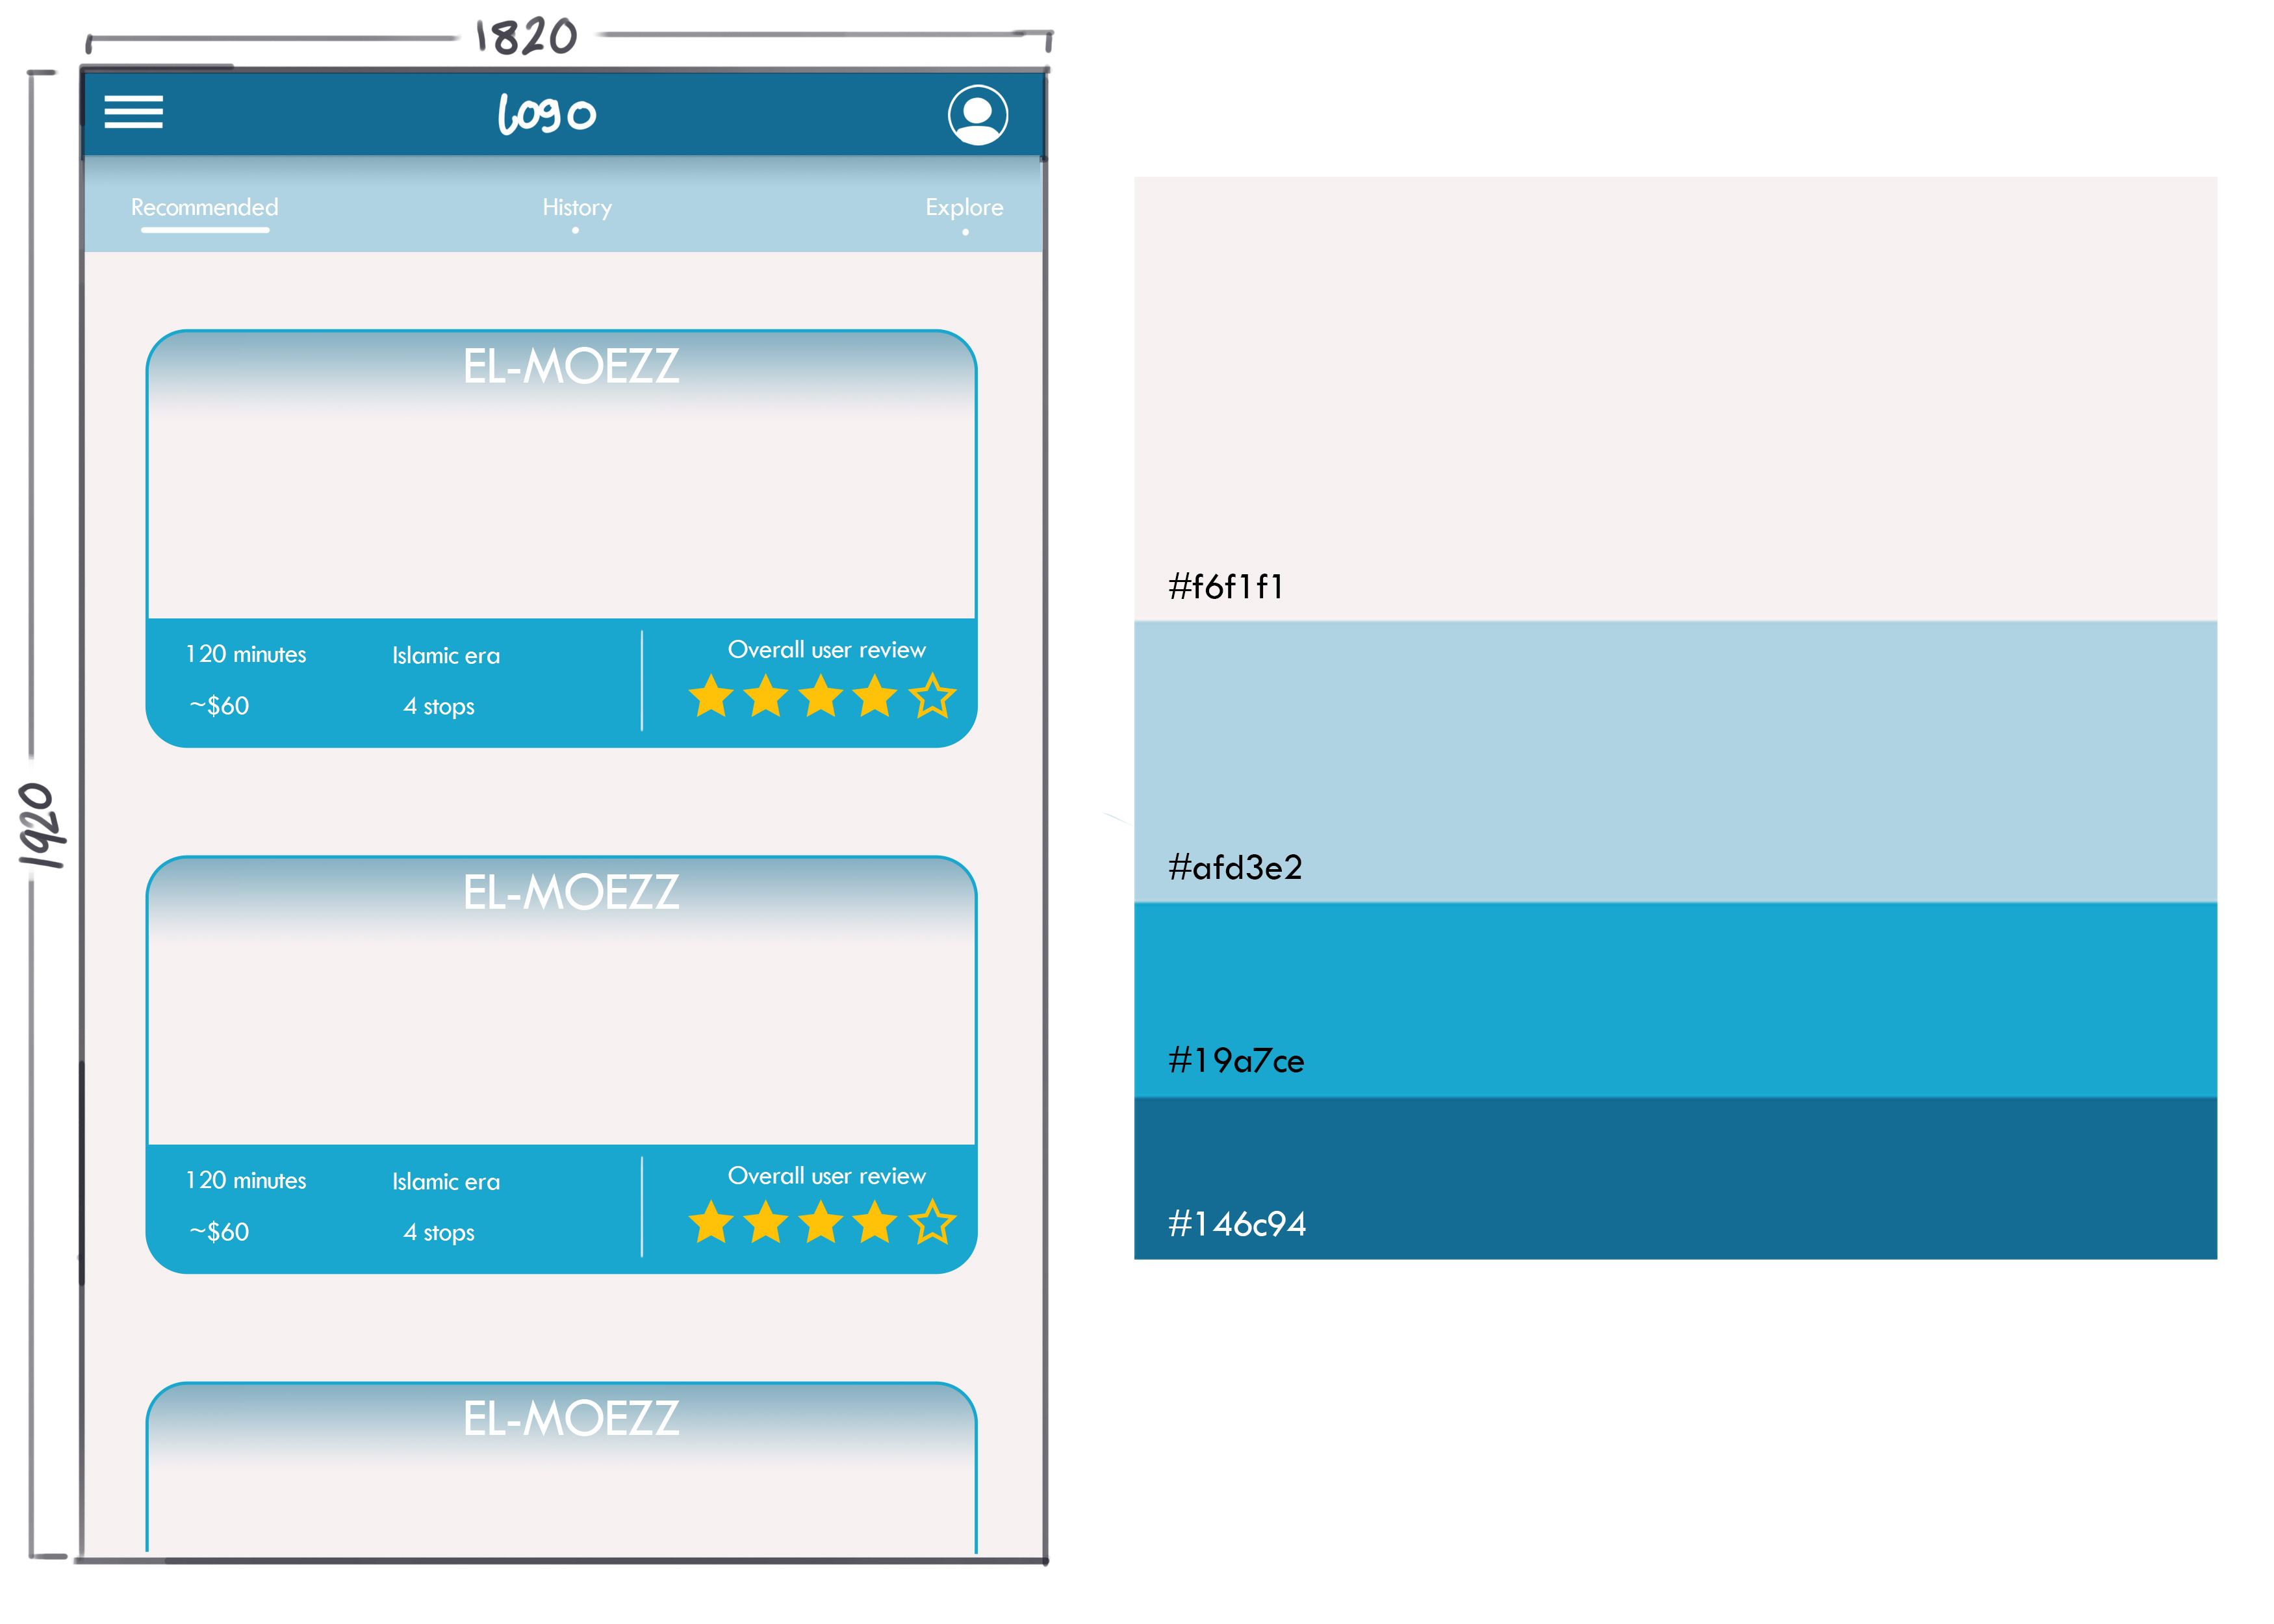 1820
1920
Logo
Recommended History Explore
EL-MOEZZ
120 minutes Islamic era Overall user review
~$60 4 stops
EL-MOEZZ
120 minutes Islamic era Overall user review
~$60 4 stops
EL-MOEZZ
#f6f1f1
#afd3e2
#19a7ce
#146c94